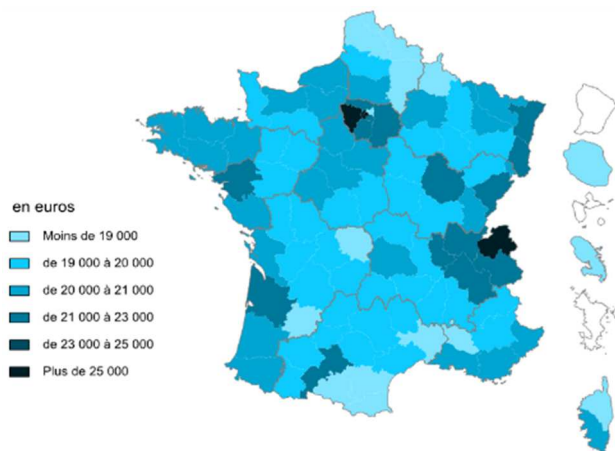 en euros
Moins de 19 000
de 19 000 à 20 000
de 20 000 à 21 000
de 21 000 à 23 000
de 23 000 à 25 000
Plus de 25 000